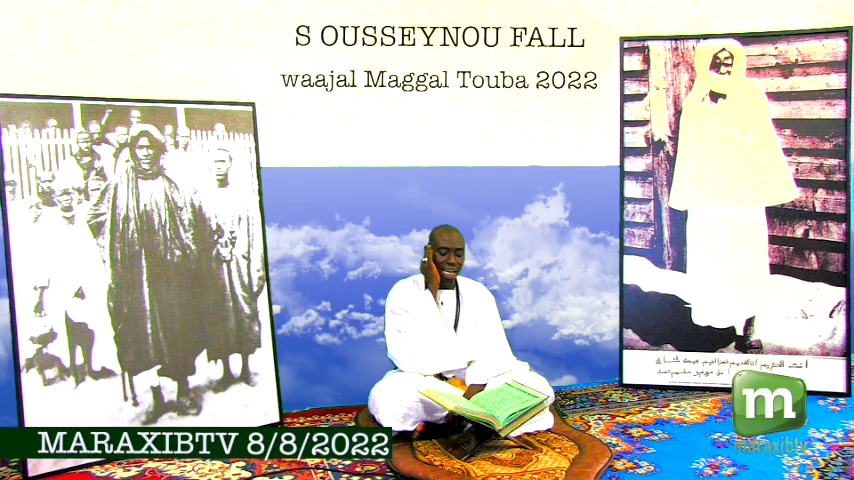 S OUSSEYNOU FALL
waajal Maggal Touba 2022
MARAXIBTV 8/8/2022
m
maraxibtv